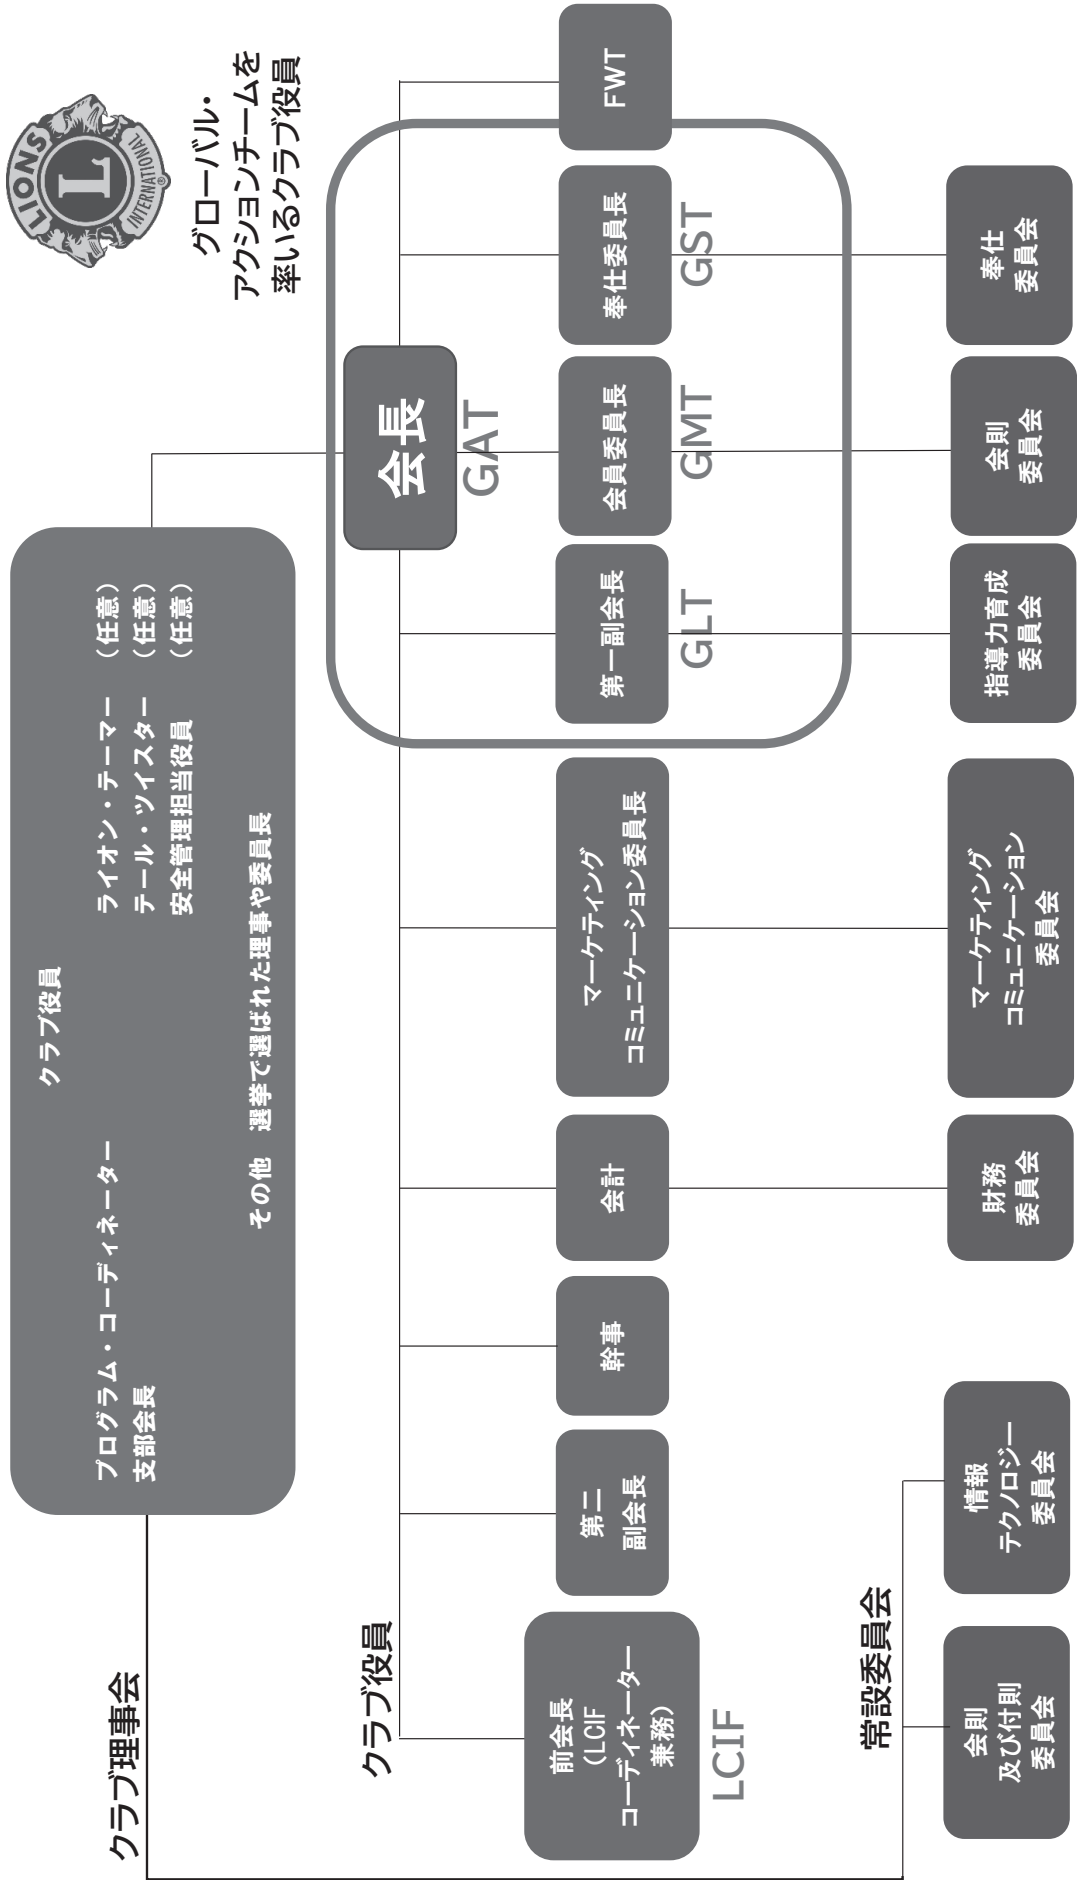 LIONS
L
INTERNATIONAL
®
グローバル・
アクションチームを
率いるクラブ役員
クラブ理事会
クラブ役員
プログラム・コーディネーター
支部会長
ライオン・テーマー (任意)
テール・ツイスター (任意)
安全管理担当役員 (任意)
その他 選挙で選ばれた理事や委員長
クラブ役員
会長
GAT
前会長
(LCIF
コーディネーター
兼務)
LCIF
第二
副会長
幹事
会計
マーケティング
コミュニケーション委員長
第一副会長
GLT
会員委員長
GMT
奉仕委員長
GST
FWT
常設委員会
会則
及び付則
委員会
情報
テクノロジー
委員会
財務
委員会
マーケティング
コミュニケーション
委員会
指導力育成
委員会
会則
委員会
奉仕
委員会